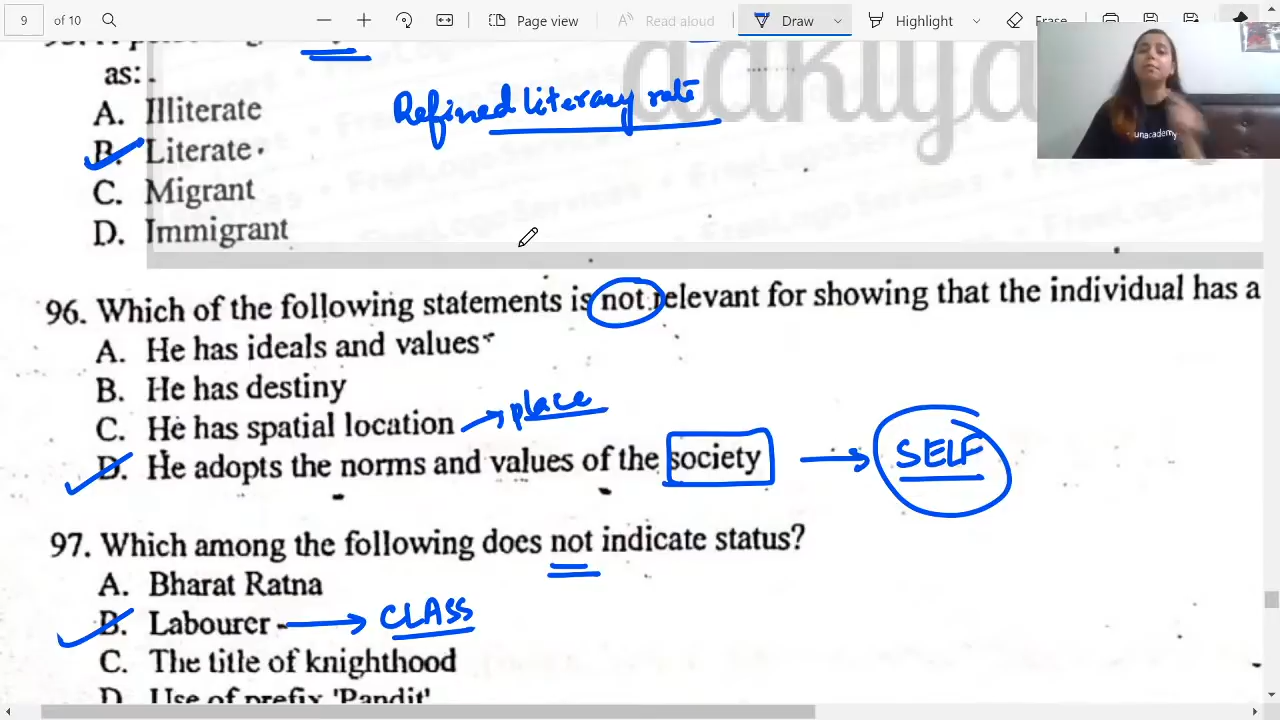 9 of 10 Page view Read aloud Draw Highlight Erase
as:
aakiya
Refined literacy rate
A. Illiterate
unacademy
B. Literate
C. Migrant
D. Immigrant
96. Which of the following statements is not relevant for showing that the individual has a
A. He has ideals and values
B. He has destiny
C. He has spatial location → place
D. He adopts the norms and values of the society → SELF
97. Which among the following does not indicate status?
A. Bharat Ratna
B. Labourer → CLASS
C. The title of knighthood
D. Use of prefix 'Pandit'